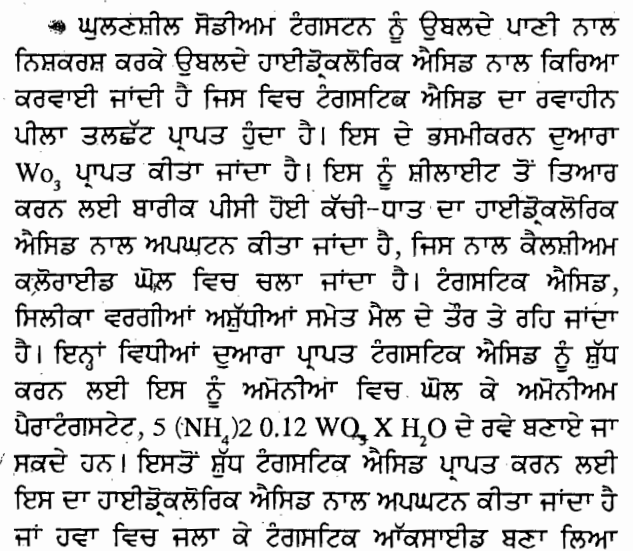 ਘੁਲਣਸ਼ੀਲ ਸੋਡੀਅਮ ਟੰਗਸਟਨ ਨੂੰ ਉਬਲਦੇ ਪਾਣੀ ਨਾਲ
ਨਿਸ਼ਕਰਸ਼ ਕਰਕੇ ਉਬਲਦੇ ਹਾਈਡ੍ਰੋਕਲੋਰਿਕ ਐਸਿਡ ਨਾਲ ਕਿਰਿਆ
ਕਰਵਾਈ ਜਾਂਦੀ ਹੈ ਜਿਸ ਵਿਚ ਟੰਗਸਟਿਕ ਐਸਿਡ ਦਾ ਰਵਾਹੀਨ
ਪੀਲਾ ਤਲਛੱਟ ਪ੍ਰਾਪਤ ਹੁੰਦਾ ਹੈ। ਇਸ ਦੇ ਭਸਮੀਕਰਨ ਦੁਆਰਾ
Wo₃ ਪ੍ਰਾਪਤ ਕੀਤਾ ਜਾਂਦਾ ਹੈ। ਇਸ ਨੂੰ ਸ਼ੀਲਾਈਟ ਤੋਂ ਤਿਆਰ
ਕਰਨ ਲਈ ਬਾਰੀਕ ਪੀਸੀ ਹੋਈ ਕੱਚੀ-ਧਾਤ ਦਾ ਹਾਈਡ੍ਰੋਕਲੋਰਿਕ
ਐਸਿਡ ਨਾਲ ਅਪਘਟਨ ਕੀਤਾ ਜਾਂਦਾ ਹੈ, ਜਿਸ ਨਾਲ ਕੈਲਸ਼ੀਅਮ
ਕਲੋਰਾਈਡ ਘੋਲ ਵਿਚ ਚਲਾ ਜਾਂਦਾ ਹੈ। ਟੰਗਸਟਿਕ ਐਸਿਡ,
ਸਿਲੀਕਾ ਵਰਗੀਆਂ ਅਸ਼ੁੱਧੀਆਂ ਸਮੇਤ ਮੈਲ ਦੇ ਤੌਰ ਤੇ ਰਹਿ ਜਾਂਦਾ
ਹੈ। ਇਨ੍ਹਾਂ ਵਿਧੀਆਂ ਦੁਆਰਾ ਪ੍ਰਾਪਤ ਟੰਗਸਟਿਕ ਐਸਿਡ ਨੂੰ ਸ਼ੁੱਧ
ਕਰਨ ਲਈ ਇਸ ਨੂੰ ਅਮੋਨੀਆ ਵਿਚ ਘੋਲ ਕੇ ਅਮੋਨੀਅਮ
ਪੈਰਾਟੰਗਸਟੇਟ, 5 (NH₄)2 0.12 WO₃ X H₂O ਦੇ ਰਵੇ ਬਣਾਏ ਜਾ
ਸਕਦੇ ਹਨ। ਇਸਤੋਂ ਸ਼ੁੱਧ ਟੰਗਸਟਿਕ ਐਸਿਡ ਪ੍ਰਾਪਤ ਕਰਨ ਲਈ
ਇਸ ਦਾ ਹਾਈਡ੍ਰੋਕਲੋਰਿਕ ਐਸਿਡ ਨਾਲ ਅਪਘਟਨ ਕੀਤਾ ਜਾਂਦਾ ਹੈ
ਜਾਂ ਹਵਾ ਵਿਚ ਜਲਾ ਕੇ ਟੰਗਸਟਿਕ ਆੱਕਸਾਈਡ ਬਣਾ ਲਿਆ